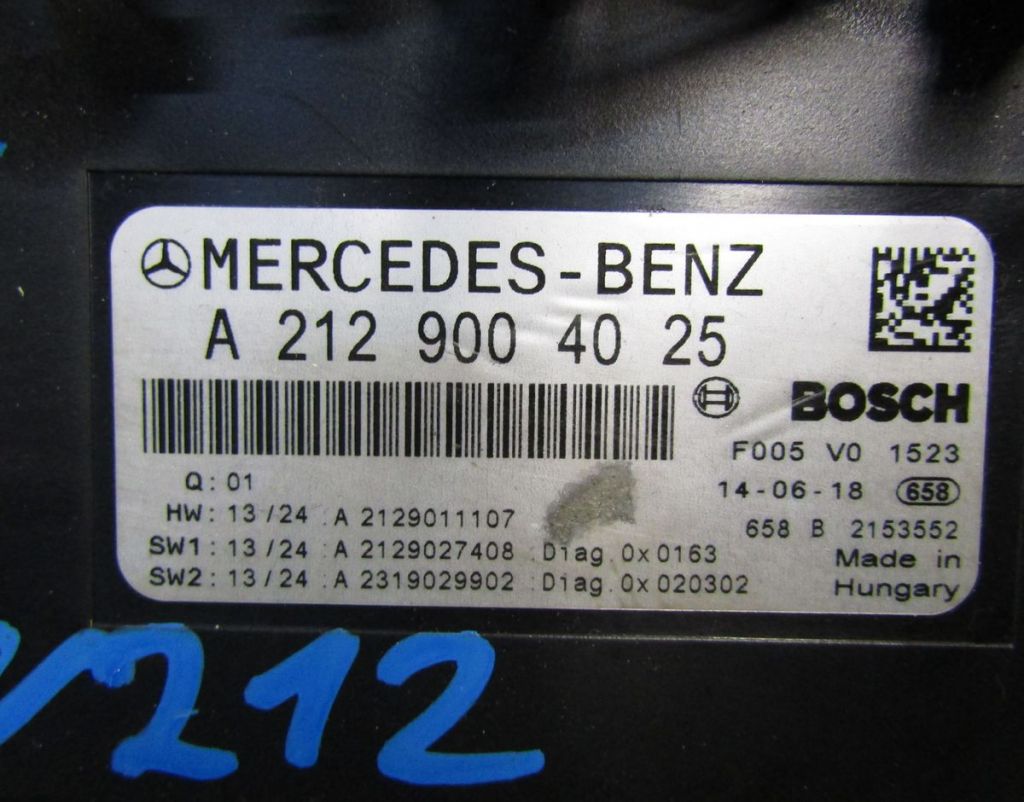 MERCEDES-BENZ
A 212 900 40 25
BOSCH
F005 V0 1523
Q: 01
14-06-18 658
HW: 13/24 A 2129011107
658 B 2153552
SW1: 13/24 A 2129027408 Diag.0x0163
Made in
SW2: 13/24 A 2319029902 Diag.0x020302
Hungary
212